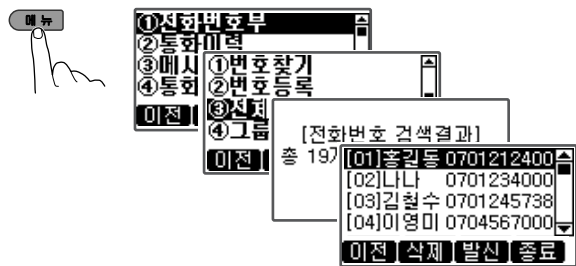 메뉴
①전화번호부
②통화이력
③메시
④통화
이전
①번호찾기
②번호등록
③전체
④그룹
이전
[전화번호 검색결과]
총 19개
[01]홍길동 0701212400
[02]나나 0701234000
[03]김철수 0701245738
[04]이영미 0704567000
이전 삭제 발신 종료